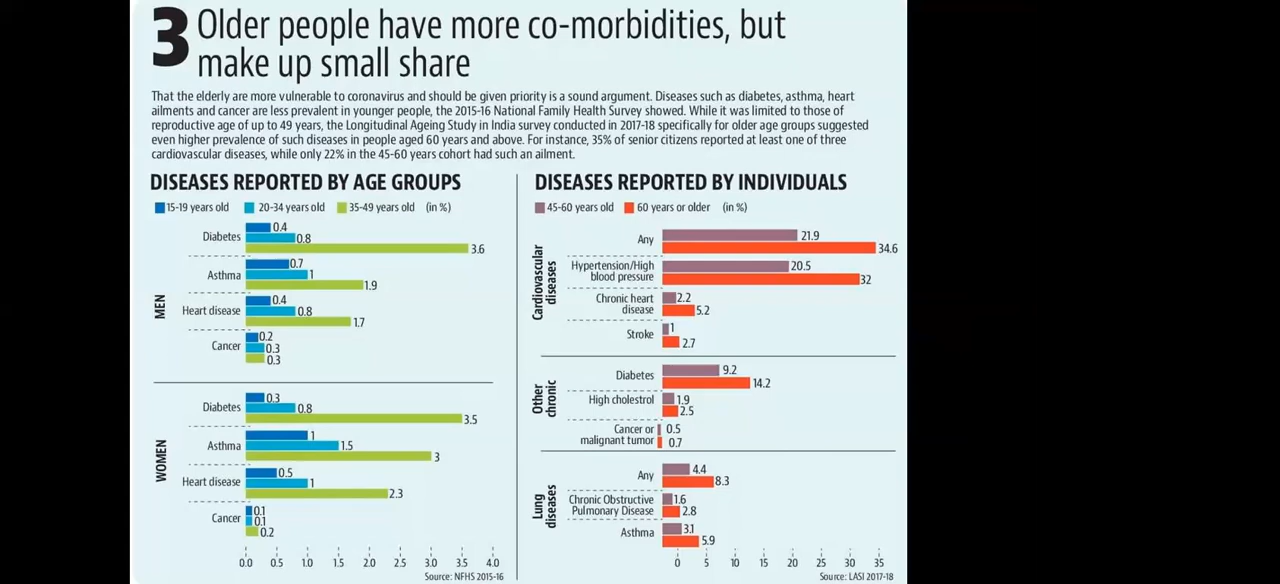 3 Older people have more co-morbidities, but
make up small share
That the elderly are more vulnerable to coronavirus and should be given priority is a sound argument. Diseases such as diabetes, asthma, heart
ailments and cancer are less prevalent in younger people, the 2015-16 National Family Health Survey showed. While it was limited to those of
reproductive age of up to 49 years, the Longitudinal Ageing Study in India survey conducted in 2017-18 specifically for older age groups suggested
even higher prevalence of such diseases in people aged 60 years and above. For instance, 35% of senior citizens reported at least one of three
cardiovascular diseases, while only 22% in the 45-60 years cohort had such an ailment.
DISEASES REPORTED BY AGE GROUPS
15-19 years old 20-34 years old 35-49 years old (in %)
MEN
Diabetes
0.4
0.8
3.6
Asthma
0.7
1
1.9
Heart disease
0.4
0.8
1.7
Cancer
0.2
0.3
0.3
WOMEN
Diabetes
0.3
0.8
3.5
Asthma
1
1.5
3
Heart disease
0.5
1
2.3
Cancer
0.1
0.1
0.2
0.0 0.5 1.0 1.5 2.0 2.5 3.0 3.5 4.0
Source: NFHS 2015-16
DISEASES REPORTED BY INDIVIDUALS
45-60 years old 60 years or older (in %)
Cardiovascular
diseases
Any
21.9
34.6
Hypertension/High
blood pressure
20.5
32
Chronic heart
disease
2.2
5.2
Stroke
1
2.7
Other
chronic
Diabetes
9.2
14.2
High cholestrol
1.9
2.5
Cancer or
malignant tumor
0.5
0.7
Lung
diseases
Any
4.4
8.3
Chronic Obstructive
Pulmonary Disease
1.6
2.8
Asthma
3.1
5.9
0 5 10 15 20 25 30 35
Source: LASI 2017-18